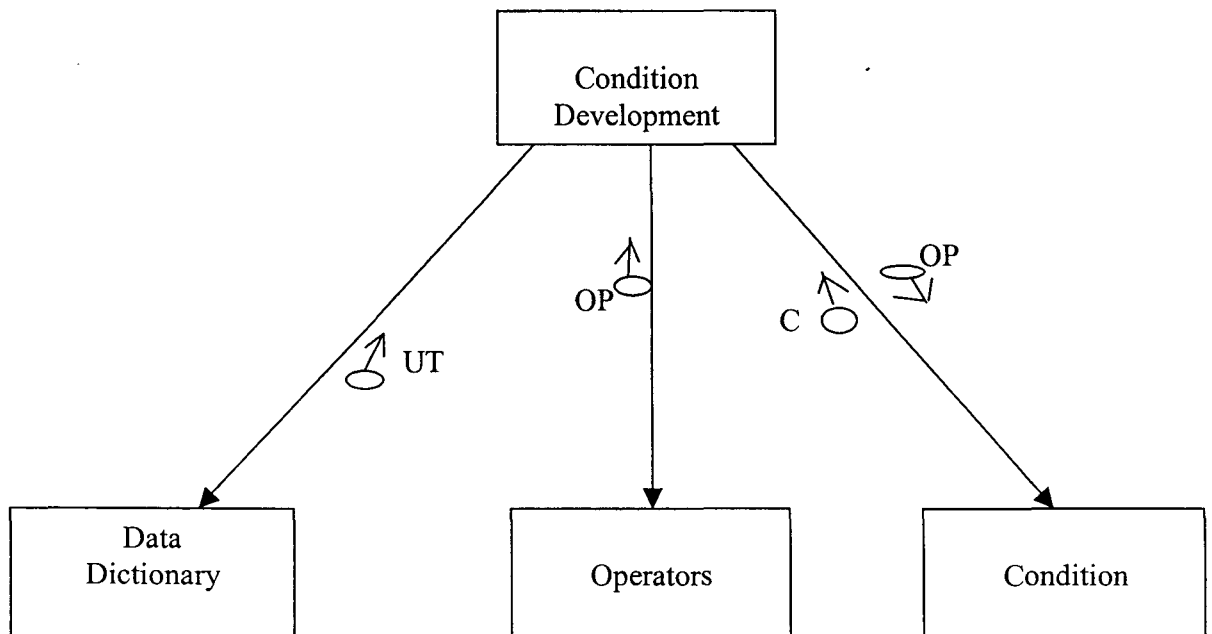 Condition
Development
OP
OP
C
UT
Data
Dictionary
Operators
Condition